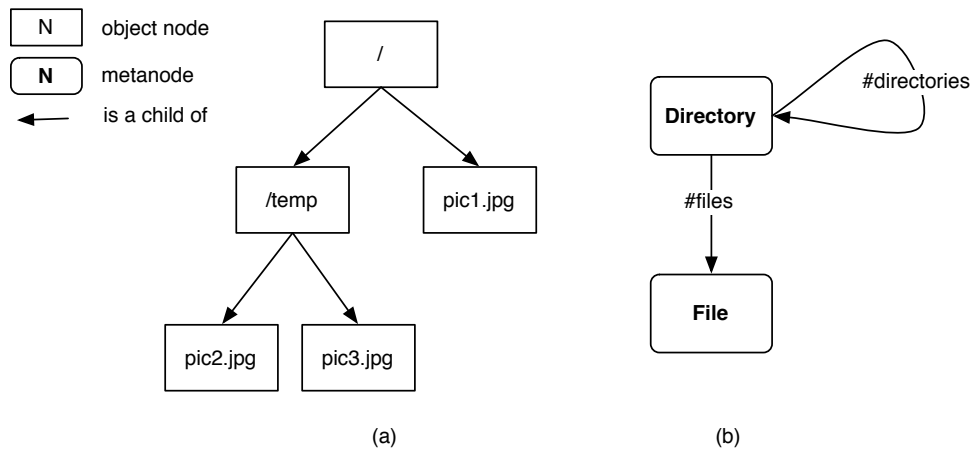 N object node
N metanode
is a child of
/
/temp
pic1.jpg
pic2.jpg
pic3.jpg
(a)
Directory
#directories
#files
File
(b)